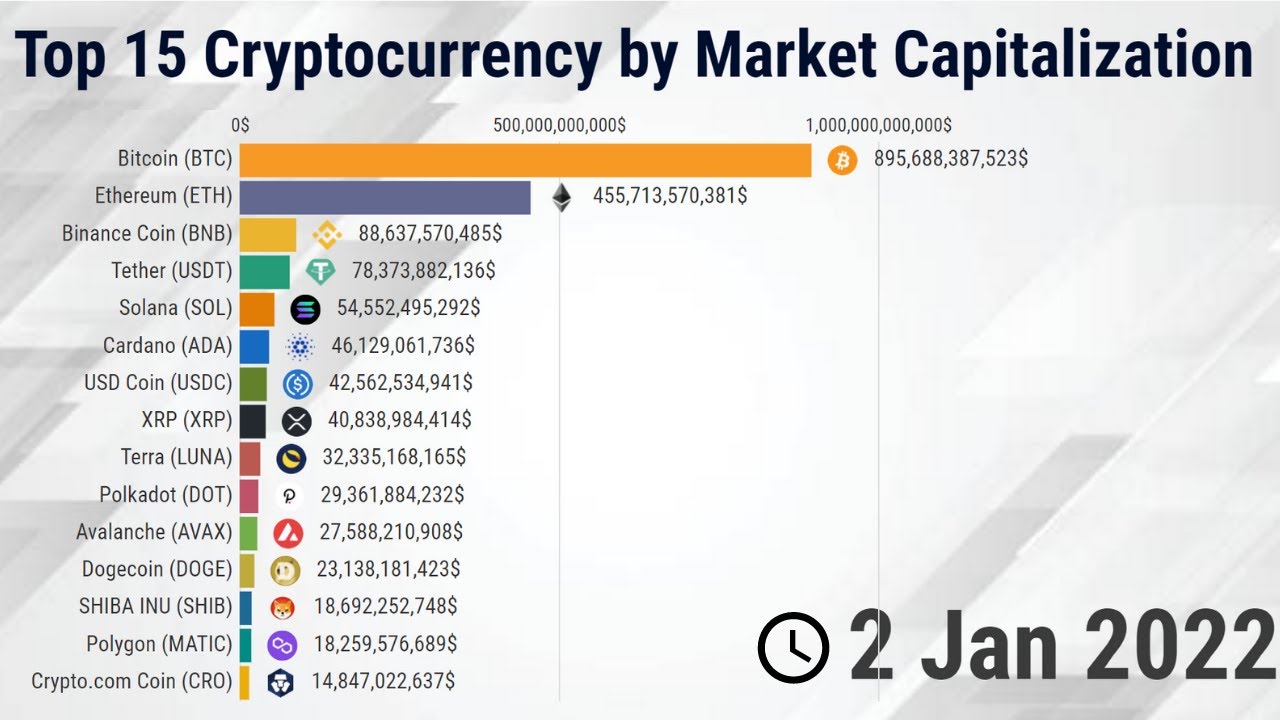 Top 15 Cryptocurrency by Market Capitalization
0$ 500,000,000,000$ 1,000,000,000,000$
Bitcoin (BTC) 895,688,387,523$
Ethereum (ETH) 455,713,570,381$
Binance Coin (BNB) 88,637,570,485$
Tether (USDT) 78,373,882,136$
Solana (SOL) 54,552,495,292$
Cardano (ADA) 46,129,061,736$
USD Coin (USDC) 42,562,534,941$
XRP (XRP) 40,838,984,414$
Terra (LUNA) 32,335,168,165$
Polkadot (DOT) 29,361,884,232$
Avalanche (AVAX) 27,588,210,908$
Dogecoin (DOGE) 23,138,181,423$
SHIBA INU (SHIB) 18,692,252,748$
Polygon (MATIC) 18,259,576,689$
Crypto.com Coin (CRO) 14,847,022,637$
2 Jan 2022